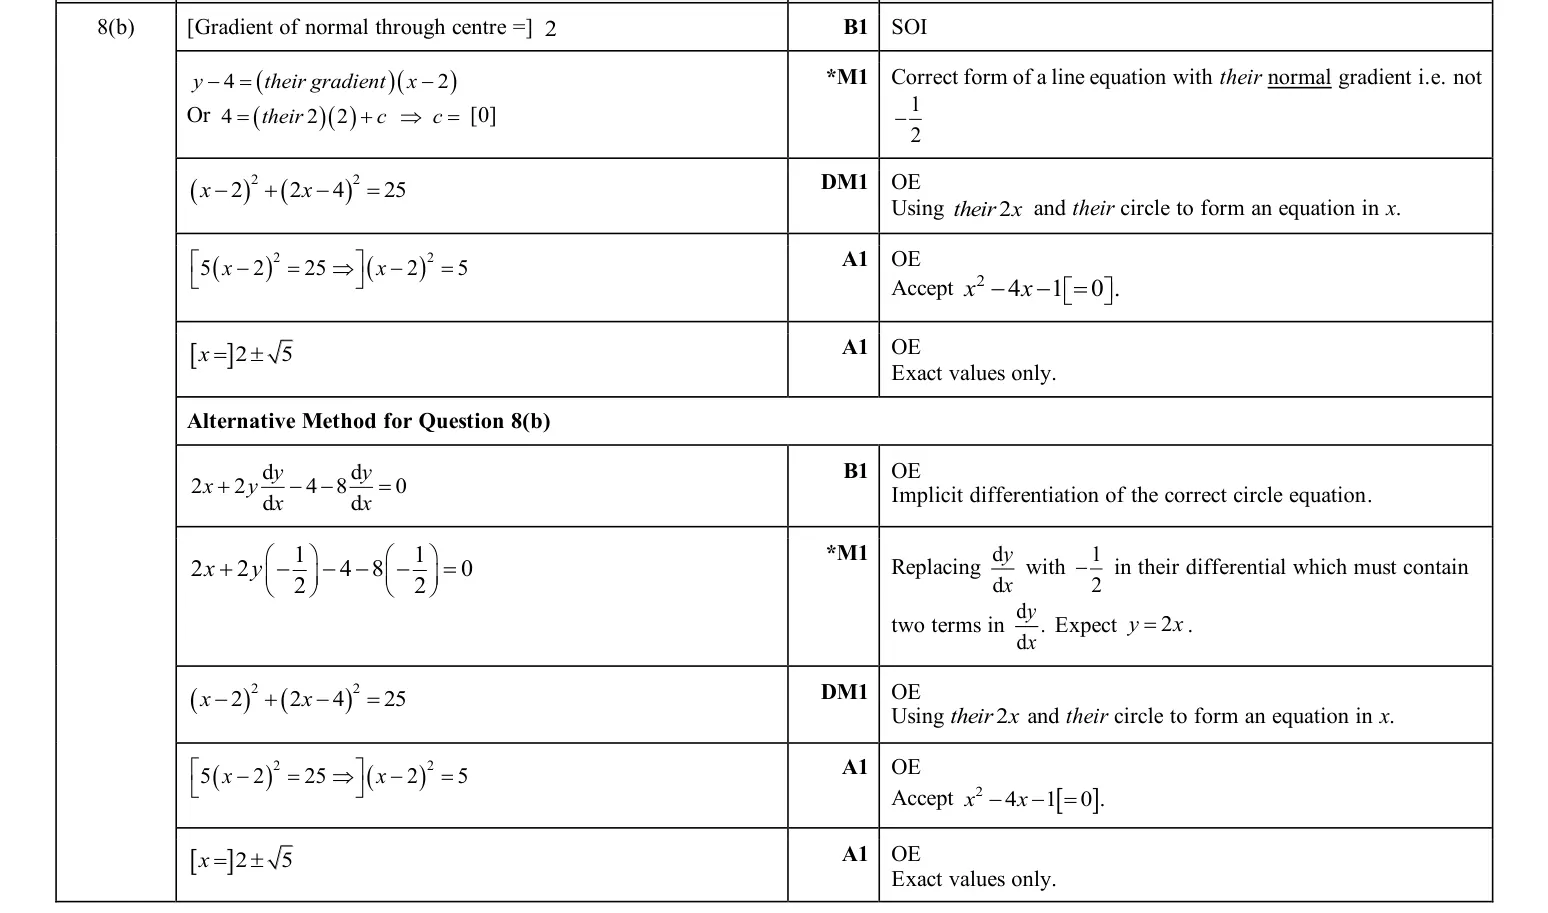 8(b) [Gradient of normal through centre =] 2 B1 SOI
y − 4 = (their gradient)(x − 2) *M1 Correct form of a line equation with their normal gradient i.e. not
Or 4 = (their 2)(2) + c ⇒ c = [0] −1/2
(x − 2)² + (2x − 4)² = 25 DM1 OE
Using their 2x and their circle to form an equation in x.
[5(x − 2)² = 25 ⇒](x − 2)² = 5 A1 OE
Accept x² − 4x − 1[= 0].
[x =]2 ± √5 A1 OE
Exact values only.
Alternative Method for Question 8(b)
2x + 2y dy/dx − 4 − 8 dy/dx = 0 B1 OE
Implicit differentiation of the correct circle equation.
2x + 2y(−1/2) − 4 − 8(−1/2) = 0 *M1 Replacing dy/dx with −1/2 in their differential which must contain
two terms in dy/dx. Expect y = 2x.
(x − 2)² + (2x − 4)² = 25 DM1 OE
Using their 2x and their circle to form an equation in x.
[5(x − 2)² = 25 ⇒](x − 2)² = 5 A1 OE
Accept x² − 4x − 1[= 0].
[x =]2 ± √5 A1 OE
Exact values only.